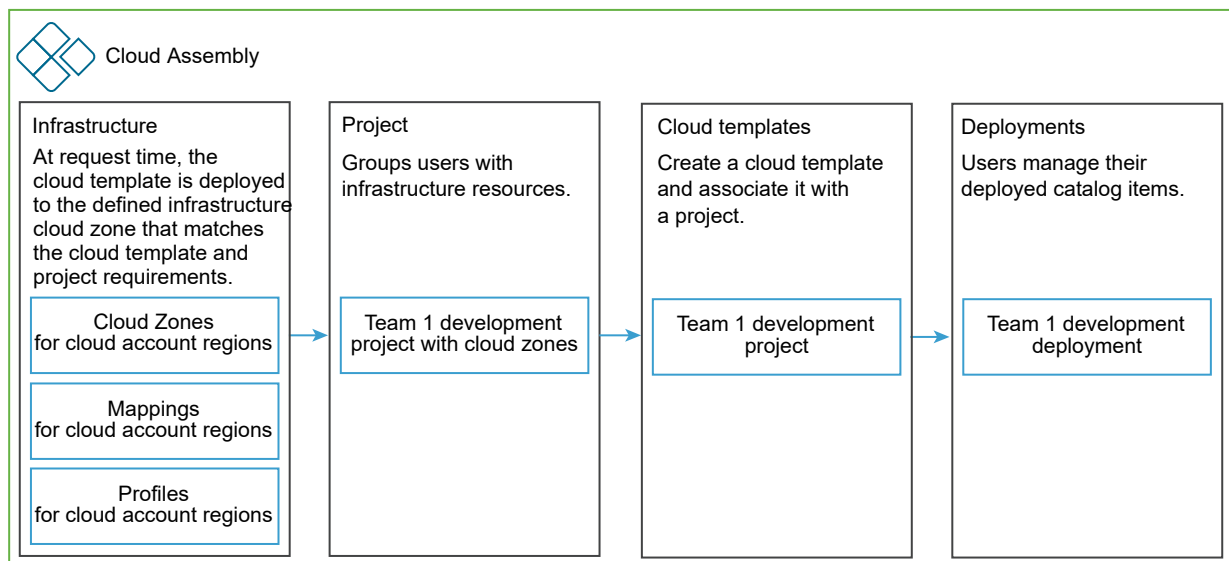 Cloud Assembly
Infrastructure
At request time, the
cloud template is deployed
to the defined infrastructure
cloud zone that matches
the cloud template and
project requirements.
Cloud Zones
for cloud account regions
Mappings
for cloud account regions
Profiles
for cloud account regions
Project
Groups users with
infrastructure resources.
Team 1 development
project with cloud zones
Cloud templates
Create a cloud template
and associate it with
a project.
Team 1 development
project
Deployments
Users manage their
deployed catalog items.
Team 1 development
deployment